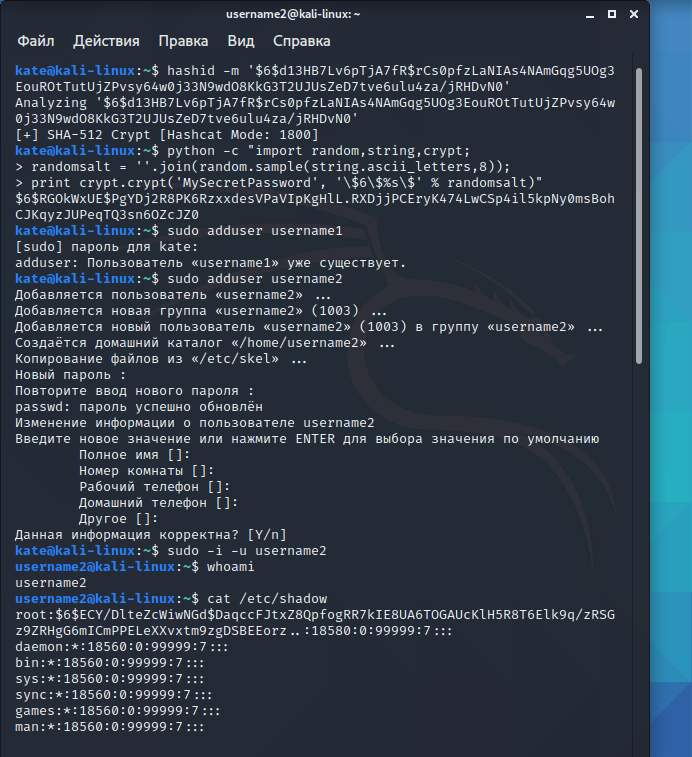 username2@kali-linux: ~
Файл Действия Правка Вид Справка
kate@kali-linux:~$ hashid -m '$6$d13HB7Lv6pTjA7fR$rCs0pfzLaNIAs4NAmGqg5UOg3
EouROtTutUjZPvsy64w0j33N9wdO8KkG3T2UJUsZeD7tve6ulu4za/jRHDvN0'
Analyzing '$6$d13HB7Lv6pTjA7fR$rCs0pfzLaNIAs4NAmGqg5UOg3EouROtTutUjZPvsy64w
0j33N9wdO8KkG3T2UJUsZeD7tve6ulu4za/jRHDvN0'
[+] SHA-512 Crypt [Hashcat Mode: 1800]
kate@kali-linux:~$ python -c "import random,string,crypt;
> randomsalt = ''.join(random.sample(string.ascii_letters,8));
> print crypt.crypt('MySecretPassword', '\$6\$%s\$' % randomsalt)"
$6$RGOkWxUE$PgYDj2R8PK6RzxxdesVPaVIpKgHlL.RXDjjPCEryK474LwCSp4il5kpNy0msBoh
CJKqyzJUPeqTQ3sn6OZcJZ0
kate@kali-linux:~$ sudo adduser username1
[sudo] пароль для kate:
adduser: Пользователь «username1» уже существует.
kate@kali-linux:~$ sudo adduser username2
Добавляется пользователь «username2» ...
Добавляется новая группа «username2» (1003) ...
Добавляется новый пользователь «username2» (1003) в группу «username2» ...
Создаётся домашний каталог «/home/username2» ...
Копирование файлов из «/etc/skel» ...
Новый пароль :
Повторите ввод нового пароля :
passwd: пароль успешно обновлён
Изменение информации о пользователе username2
Введите новое значение или нажмите ENTER для выбора значения по умолчанию
Полное имя []:
Номер комнаты []:
Рабочий телефон []:
Домашний телефон []:
Другое []:
Данная информация корректна? [Y/n]
kate@kali-linux:~$ sudo -i -u username2
username2@kali-linux:~$ whoami
username2
username2@kali-linux:~$ cat /etc/shadow
root:$6$ECY/DlteZcWiwNGd$DaqccFJtxZ8QpfogRR7kIE8UA6TOGAUcKlH5R8T6Elk9q/zRSG
z9ZRHgG6mICmPPELeXXvxtm9zgDSBEEorz..:18580:0:99999:7:::
daemon:*:18560:0:99999:7:::
bin:*:18560:0:99999:7:::
sys:*:18560:0:99999:7:::
sync:*:18560:0:99999:7:::
games:*:18560:0:99999:7:::
man:*:18560:0:99999:7:::